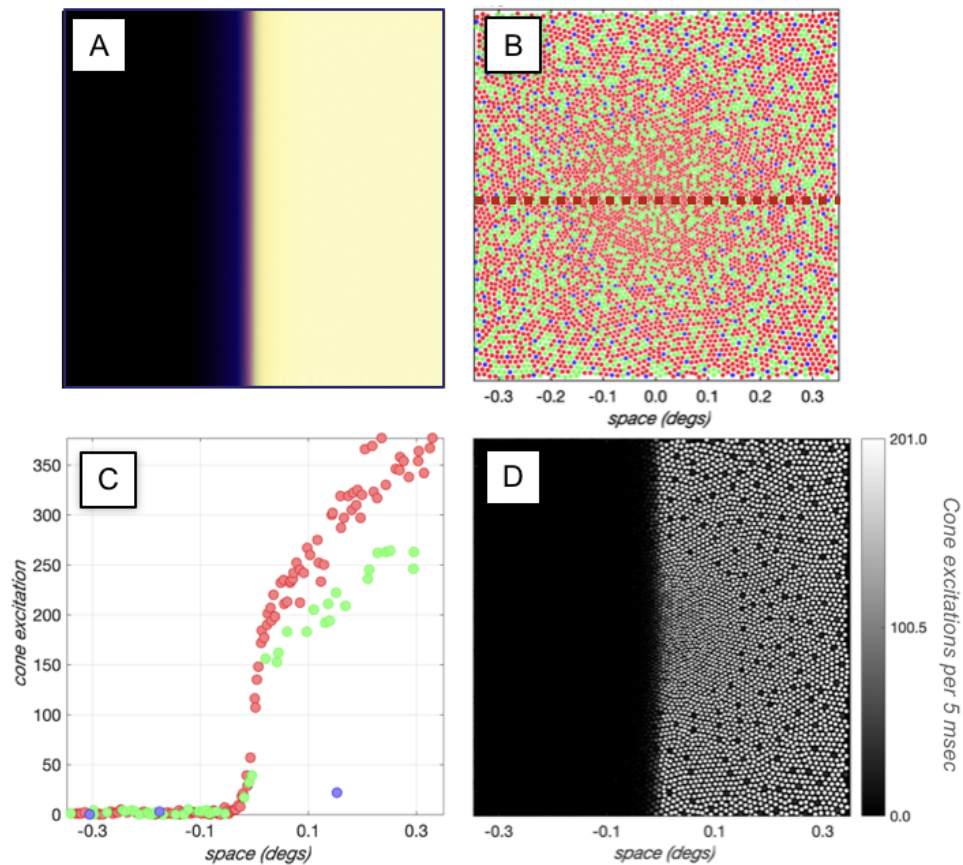 A
B
-0.3 -0.2 -0.1 0.0 0.1 0.2 0.3
space (degs)
C
350
300
250
200
150
100
50
0
cone excitation
-0.3 -0.1 0.1 0.3
space (degs)
D
-0.3 -0.1 0.1 0.3
space (degs)
201.0
100.5
0.0
Cone excitations per 5 msec